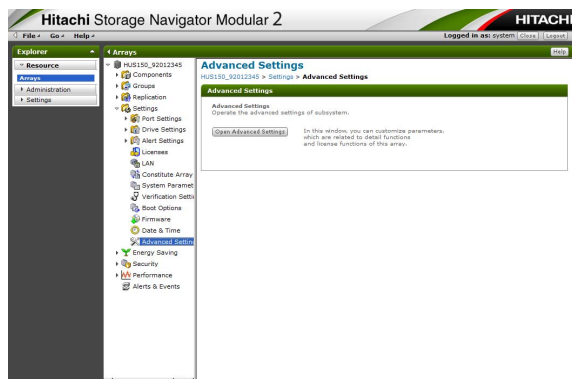 Hitachi Storage Navigator Modular 2
HITACHI
File Go Help
Logged in as: system Close Logout
Explorer
Arrays
Help
Resource
Arrays
Administration
Settings
HUS150_92012345
Components
Groups
Replication
Settings
Port Settings
Drive Settings
Alert Settings
Licenses
LAN
Constitute Array
System Paramet
Verification Settin
Boot Options
Firmware
Date & Time
Advanced Settin
Energy Saving
Security
Performance
Alerts & Events
Advanced Settings
HUS150_92012345 > Settings > Advanced Settings
Advanced Settings
Advanced Settings
Operate the advanced settings of subsystem.
Open Advanced Settings
In this window, you can customize parameters,
which are related to detail functions
and license functions of this array.